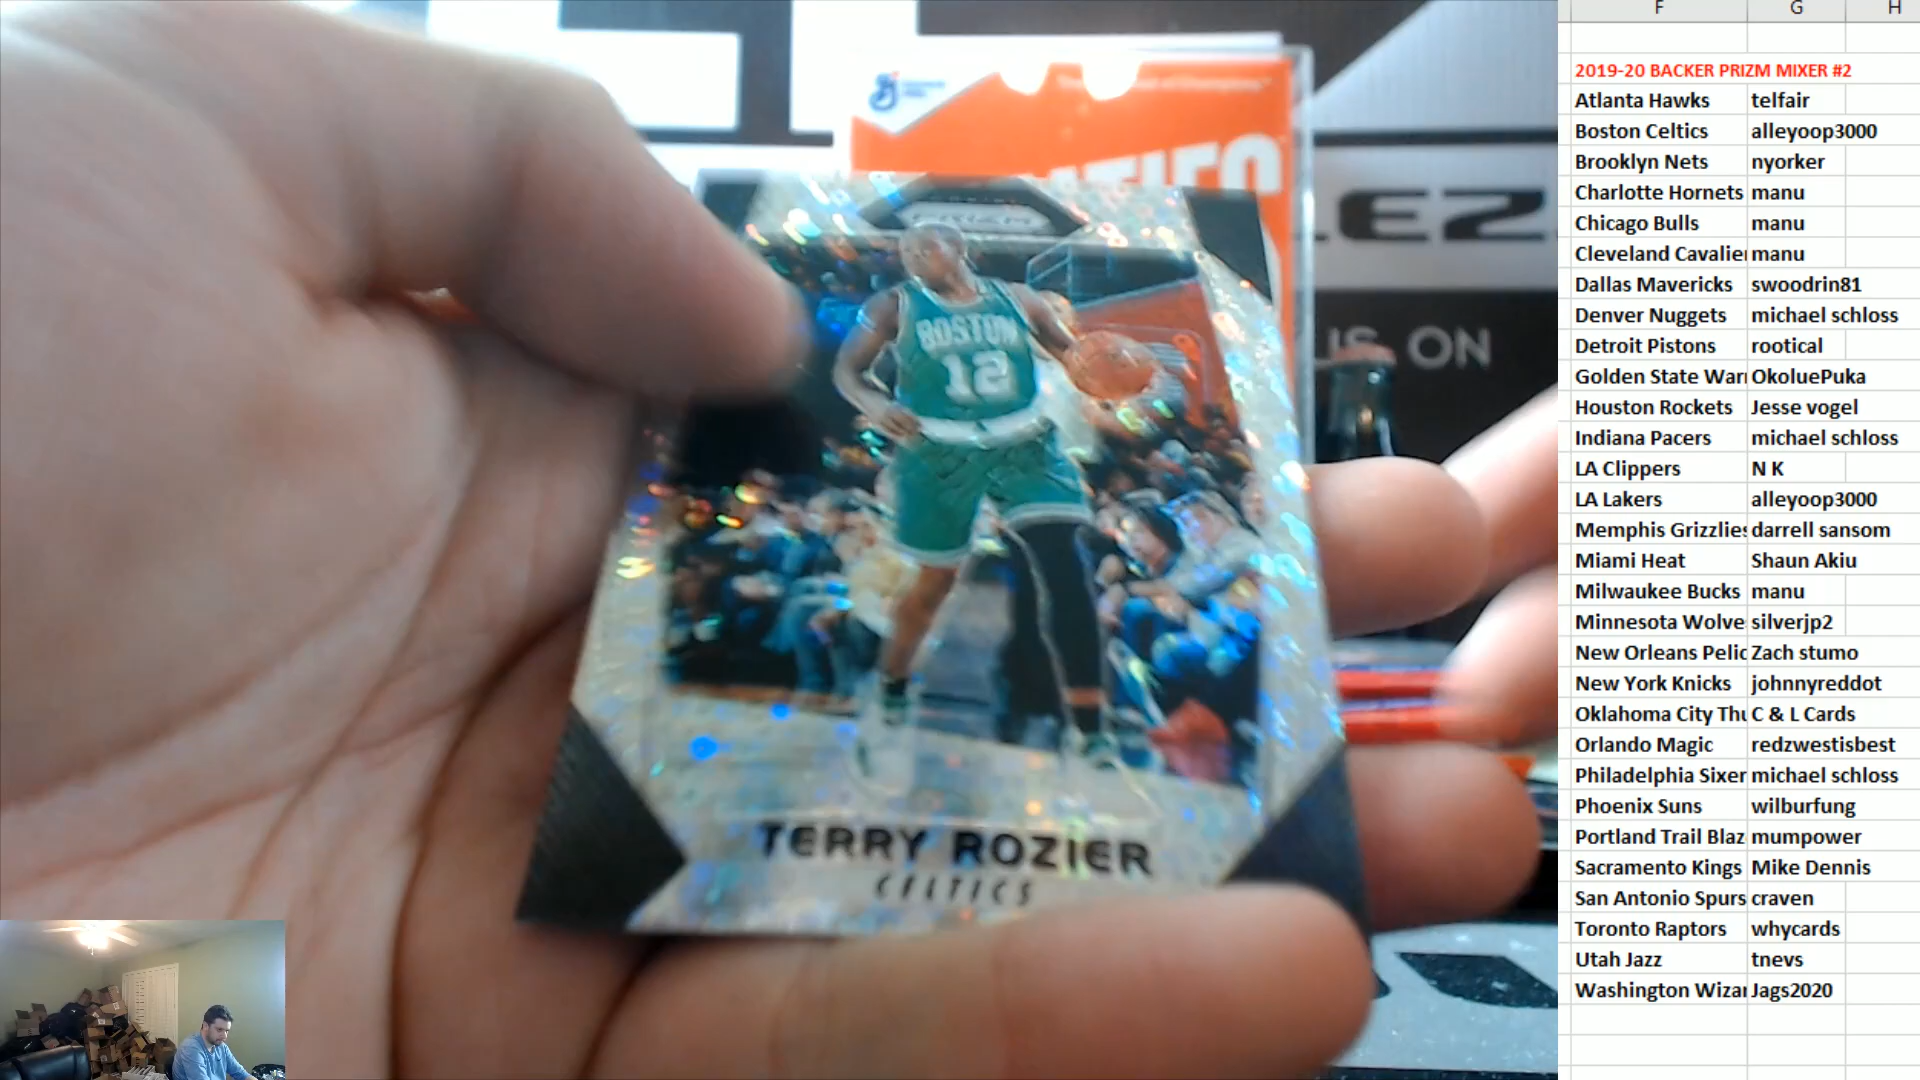 F G H
2019-20 BACKER PRIZM MIXER #2
Atlanta Hawks telfair
Boston Celtics alleyoop3000
Brooklyn Nets nyorker
Charlotte Hornets manu
Chicago Bulls manu
Cleveland Cavalie manu
Dallas Mavericks swoodrin81
Denver Nuggets michael schloss
Detroit Pistons rootical
Golden State War OkoluePuka
Houston Rockets Jesse vogel
Indiana Pacers michael schloss
LA Clippers N K
LA Lakers alleyoop3000
Memphis Grizzlies darrell sansom
Miami Heat Shaun Akiu
Milwaukee Bucks manu
Minnesota Wolve silverjp2
New Orleans Pelic Zach stumo
New York Knicks johnnyreddot
Oklahoma City Thu C & L Cards
Orlando Magic redzwestisbest
Philadelphia Sixer michael schloss
Phoenix Suns wilburfung
Portland Trail Blaz mumpower
Sacramento Kings Mike Dennis
San Antonio Spurs craven
Toronto Raptors whycards
Utah Jazz tnevs
Washington Wizar Jags2020
PRIZM
BOSTON
12
TERRY ROZIER
CELTICS
EZ
US ON